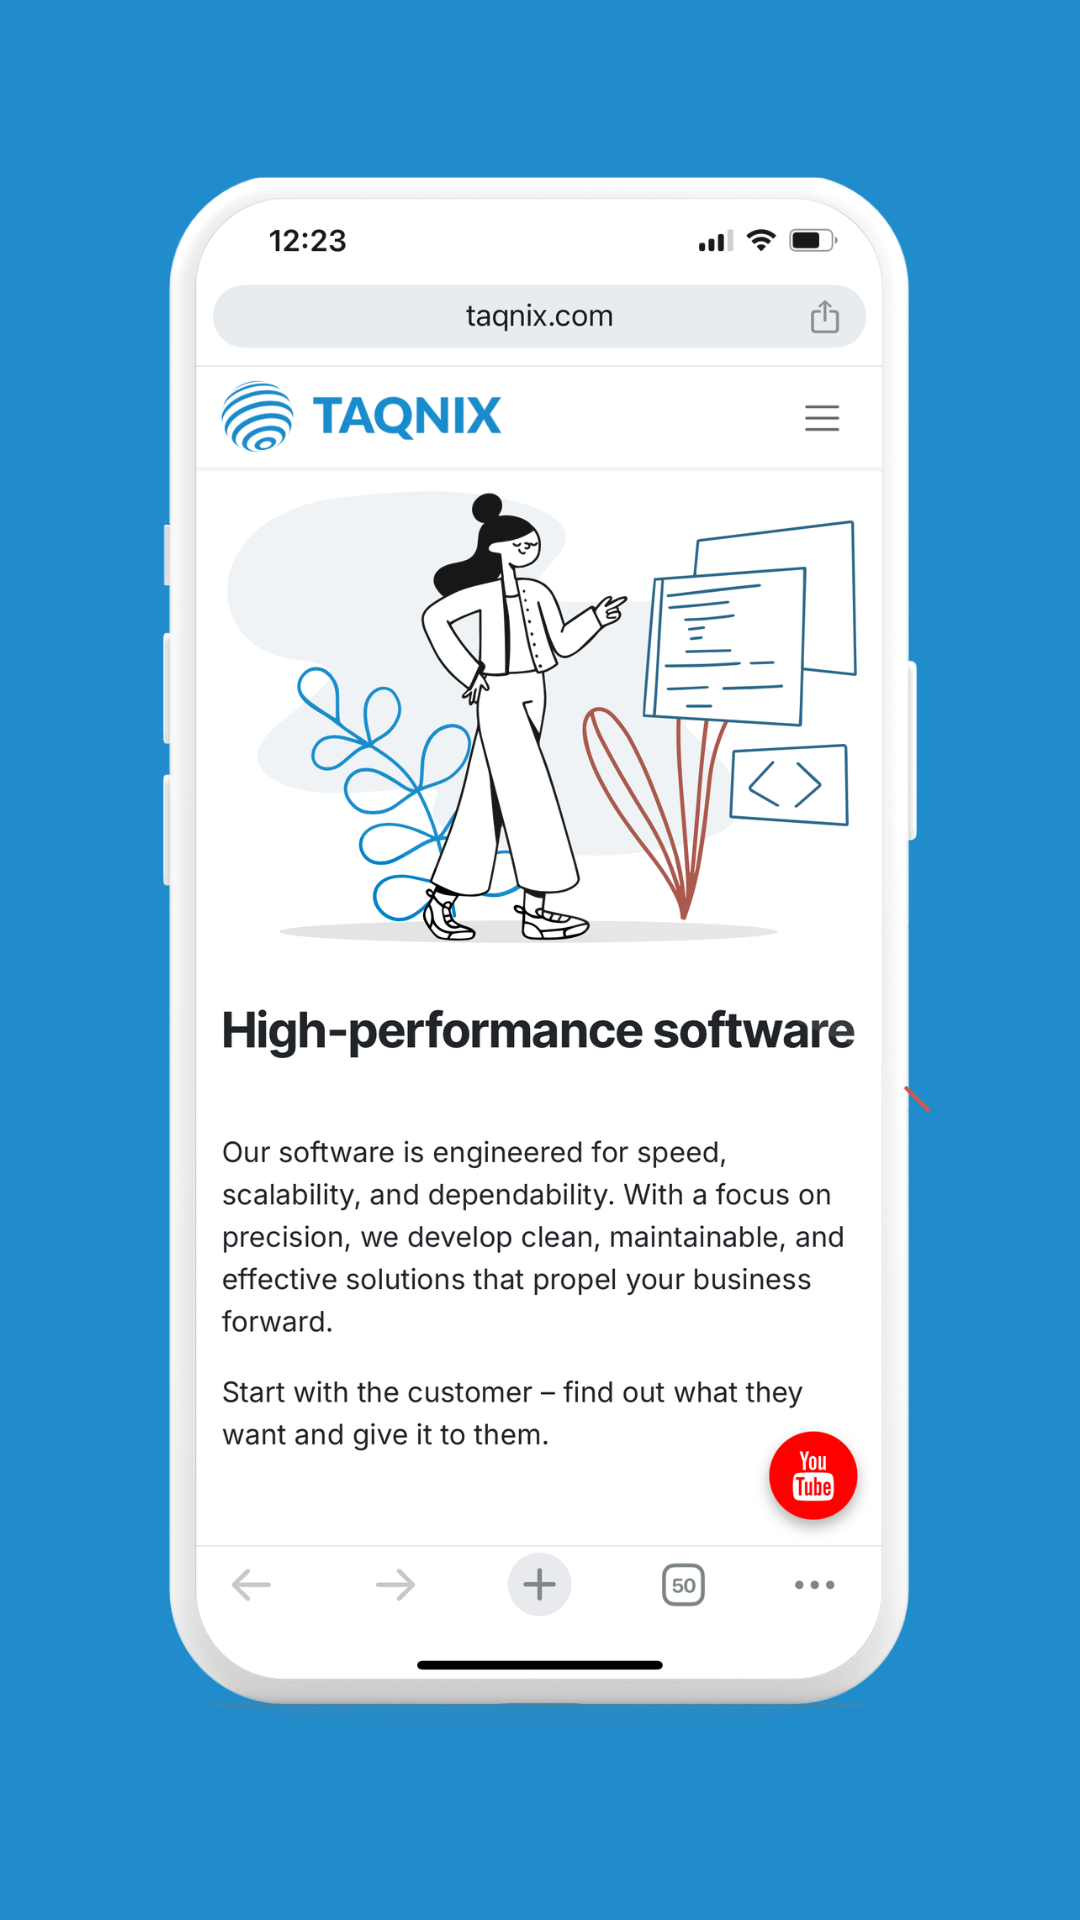 12:23
taqnix.com
TAQNIX
High-performance software
Our software is engineered for speed,
scalability, and dependability. With a focus on
precision, we develop clean, maintainable, and
effective solutions that propel your business
forward.
Start with the customer – find out what they
want and give it to them.
You
Tube
50